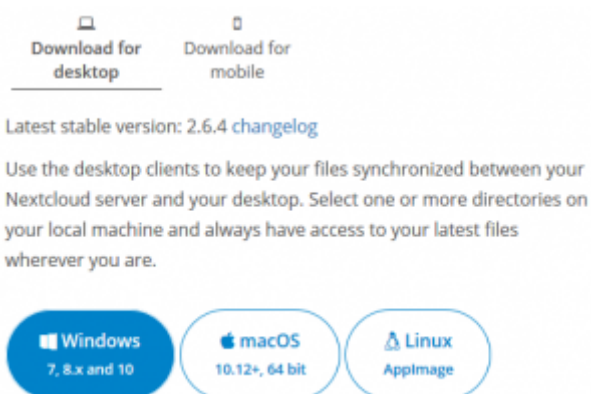 Download for desktop
Download for mobile
Latest stable version: 2.6.4 changelog
Use the desktop clients to keep your files synchronized between your
Nextcloud server and your desktop. Select one or more directories on
your local machine and always have access to your latest files
wherever you are.
Windows
7, 8.x and 10
macOS
10.12+, 64 bit
Linux
AppImage